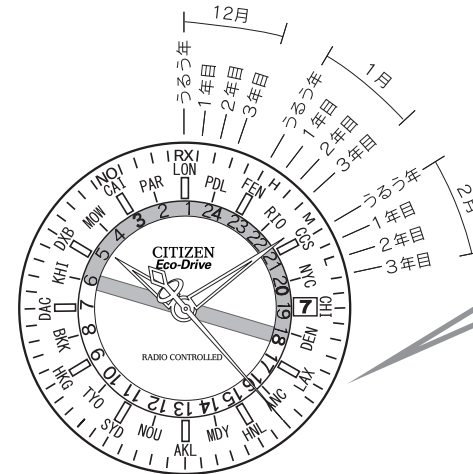 12月
うるう年
1年目
2年目
3年目
1月
うるう年
1年目
2年目
3年目
うるう年
1年目
2年目
3年目
RX
NO
H
M
L
LON
PDL
FEN
RIO
CCS
NYC
CHI
DEN
LAX
ANC
HNL
MDY
AKL
NOU
SYD
TYO
HKG
BKK
DAC
KHI
DXB
MOW
CAI
PAR
1
24
23
22
21
20
19
18
17
16
15
14
13
12
11
10
9
8
7
6
5
4
3
2
CITIZEN
Eco-Drive
7
RADIO CONTROLLED